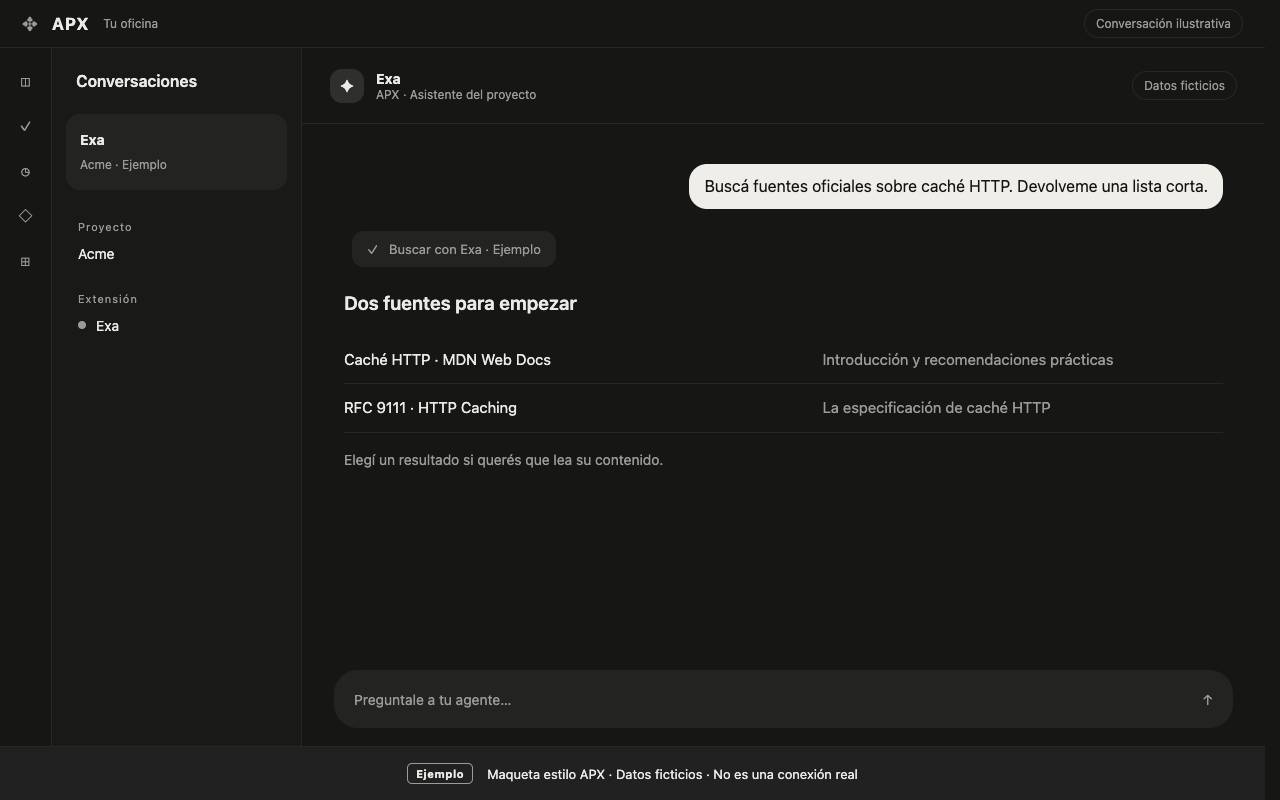 APX Tu oficina
Conversación ilustrativa
Conversaciones
Exa
Acme · Ejemplo
Proyecto
Acme
Extensión
Exa
Exa
APX · Asistente del proyecto
Datos ficticios
Buscá fuentes oficiales sobre caché HTTP. Devolveme una lista corta.
Buscar con Exa · Ejemplo
Dos fuentes para empezar
Caché HTTP · MDN Web Docs Introducción y recomendaciones prácticas
RFC 9111 · HTTP Caching La especificación de caché HTTP
Elegí un resultado si querés que lea su contenido.
Preguntale a tu agente...
Ejemplo Maqueta estilo APX · Datos ficticios · No es una conexión real